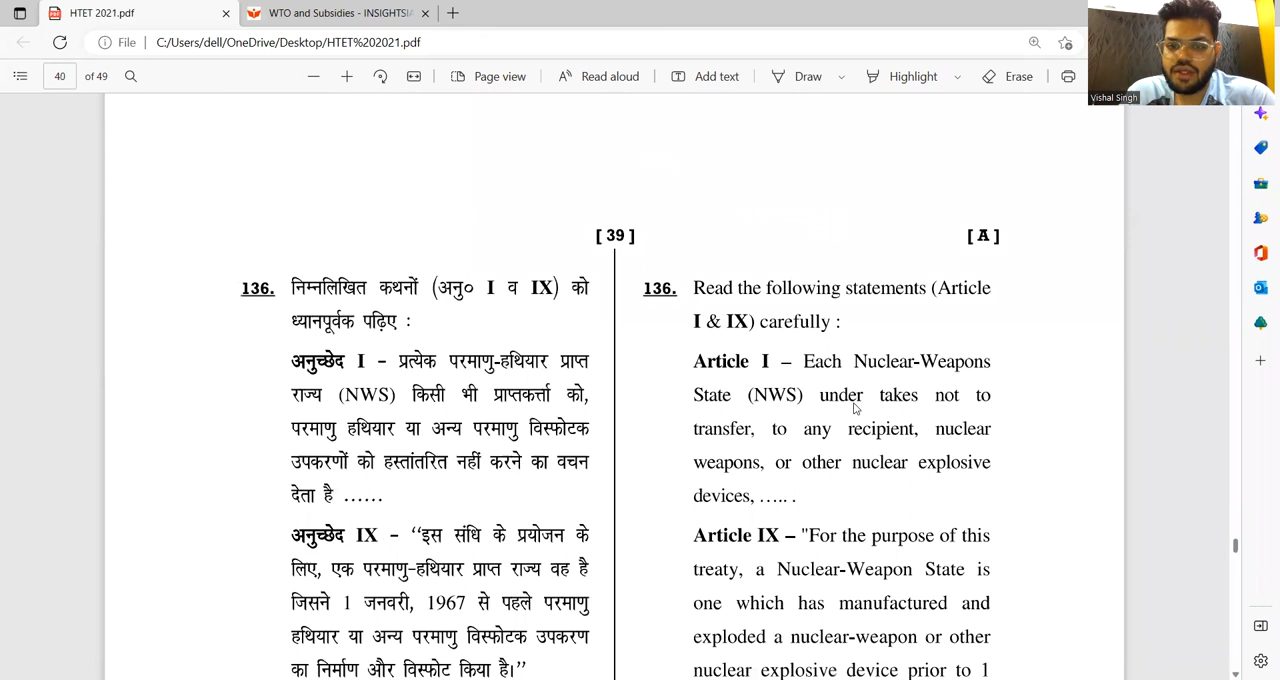 HTET 2021.pdf
WTO and Subsidies - INSIGHTSI
File C:/Users/dell/OneDrive/Desktop/HTET%202021.pdf
40 of 49 Page view Read aloud Add text Draw Highlight Erase
Vishal Singh
[ 39 ] [ A ]
136. निम्नलिखित कथनों (अनु० I व IX) को
ध्यानपूर्वक पढ़िए :
अनुच्छेद I - प्रत्येक परमाणु-हथियार प्राप्त
राज्य (NWS) किसी भी प्राप्तकर्त्ता को,
परमाणु हथियार या अन्य परमाणु विस्फोटक
उपकरणों को हस्तांतरित नहीं करने का वचन
देता है ......
अनुच्छेद IX - ‘‘इस संधि के प्रयोजन के
लिए, एक परमाणु-हथियार प्राप्त राज्य वह है
जिसने 1 जनवरी, 1967 से पहले परमाणु
हथियार या अन्य परमाणु विस्फोटक उपकरण
का निर्माण और विस्फोट किया है।’’
136. Read the following statements (Article
I & IX) carefully :
Article I – Each Nuclear-Weapons
State (NWS) under takes not to
transfer, to any recipient, nuclear
weapons, or other nuclear explosive
devices, ….. .
Article IX – "For the purpose of this
treaty, a Nuclear-Weapon State is
one which has manufactured and
exploded a nuclear-weapon or other
nuclear explosive device prior to 1